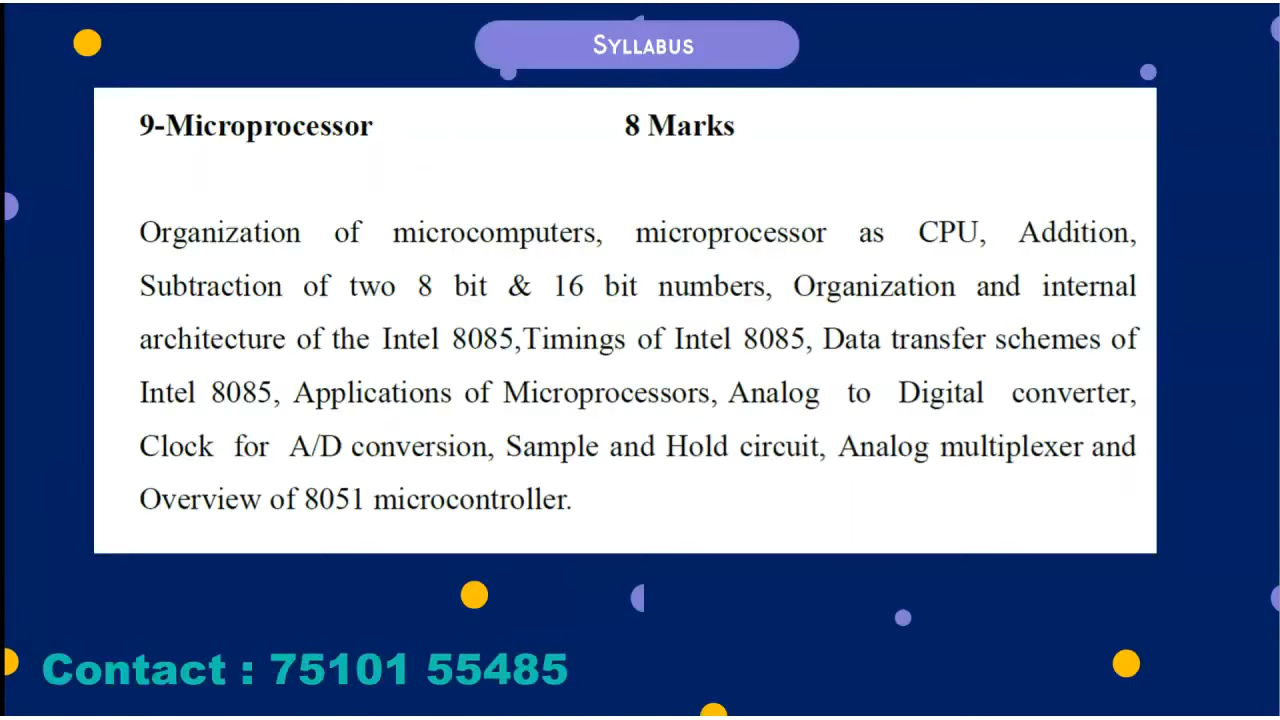 Syllabus
9-Microprocessor 8 Marks
Organization of microcomputers, microprocessor as CPU, Addition,
Subtraction of two 8 bit & 16 bit numbers, Organization and internal
architecture of the Intel 8085,Timings of Intel 8085, Data transfer schemes of
Intel 8085, Applications of Microprocessors, Analog to Digital converter,
Clock for A/D conversion, Sample and Hold circuit, Analog multiplexer and
Overview of 8051 microcontroller.
Contact : 75101 55485